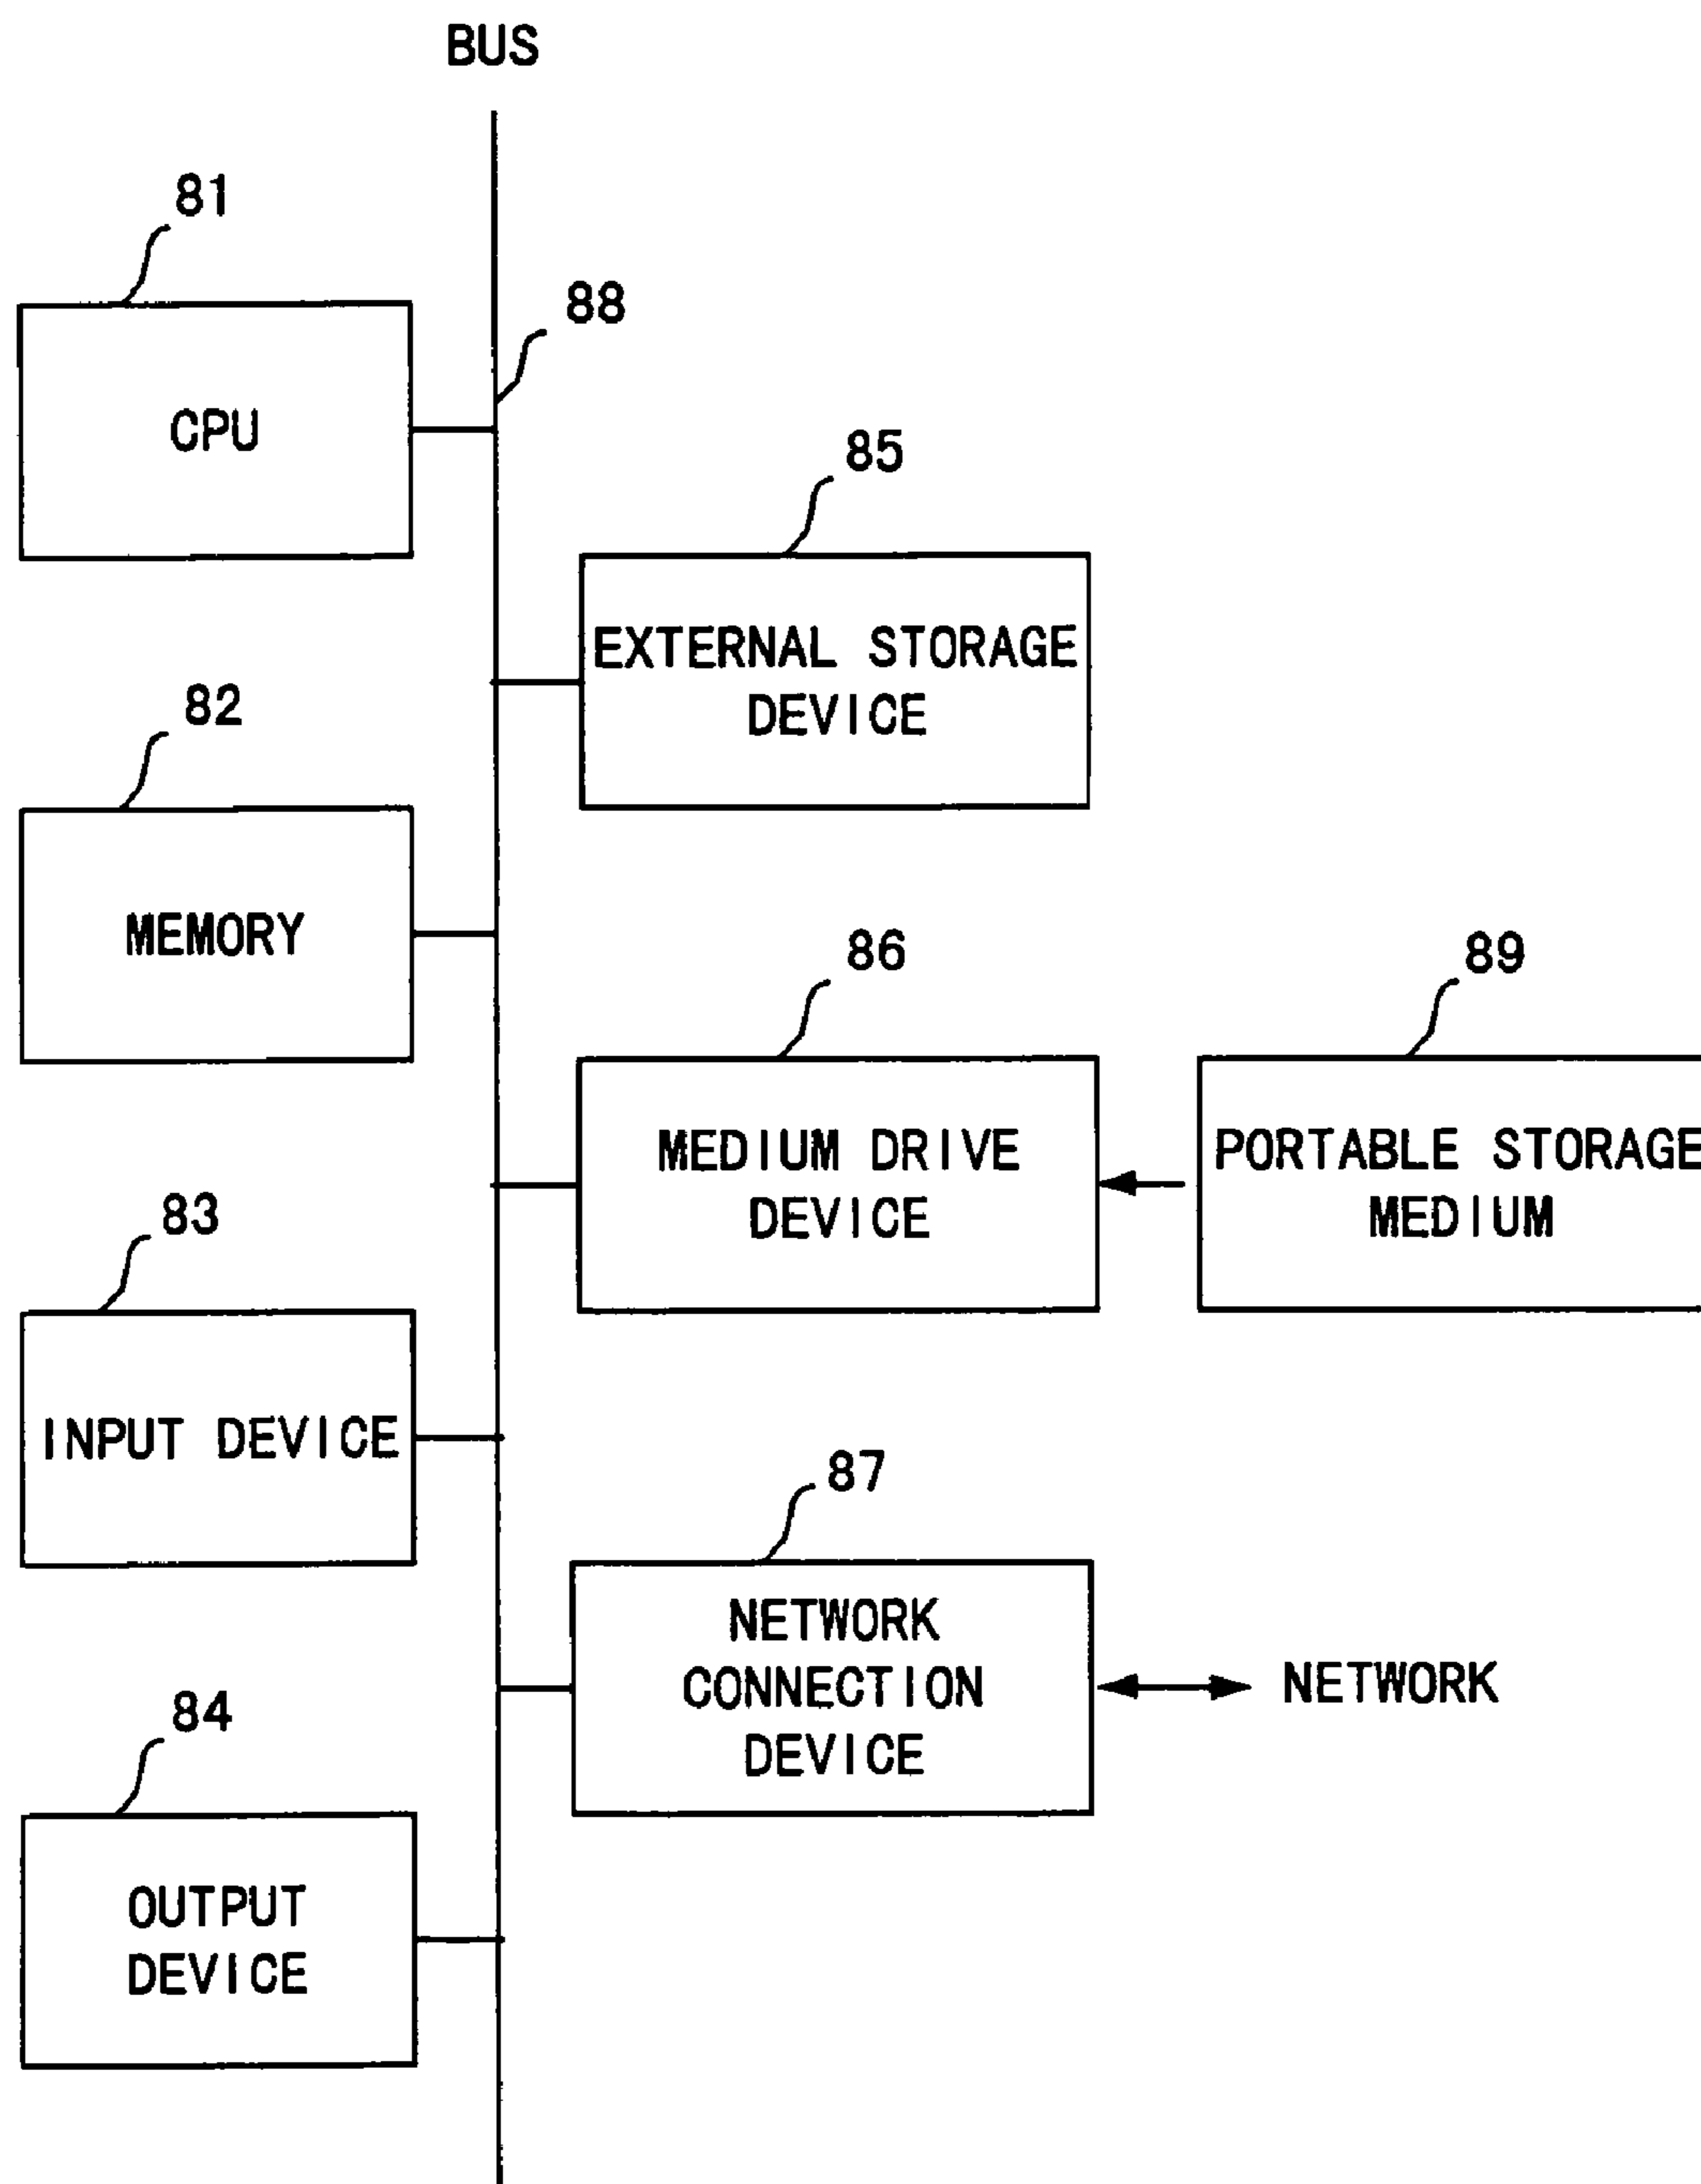 BUS
81
CPU
88
85
EXTERNAL STORAGE
DEVICE
82
MEMORY
86
MEDIUM DRIVE
DEVICE
89
PORTABLE STORAGE
MEDIUM
83
INPUT DEVICE
87
NETWORK
CONNECTION
DEVICE
NETWORK
84
OUTPUT
DEVICE